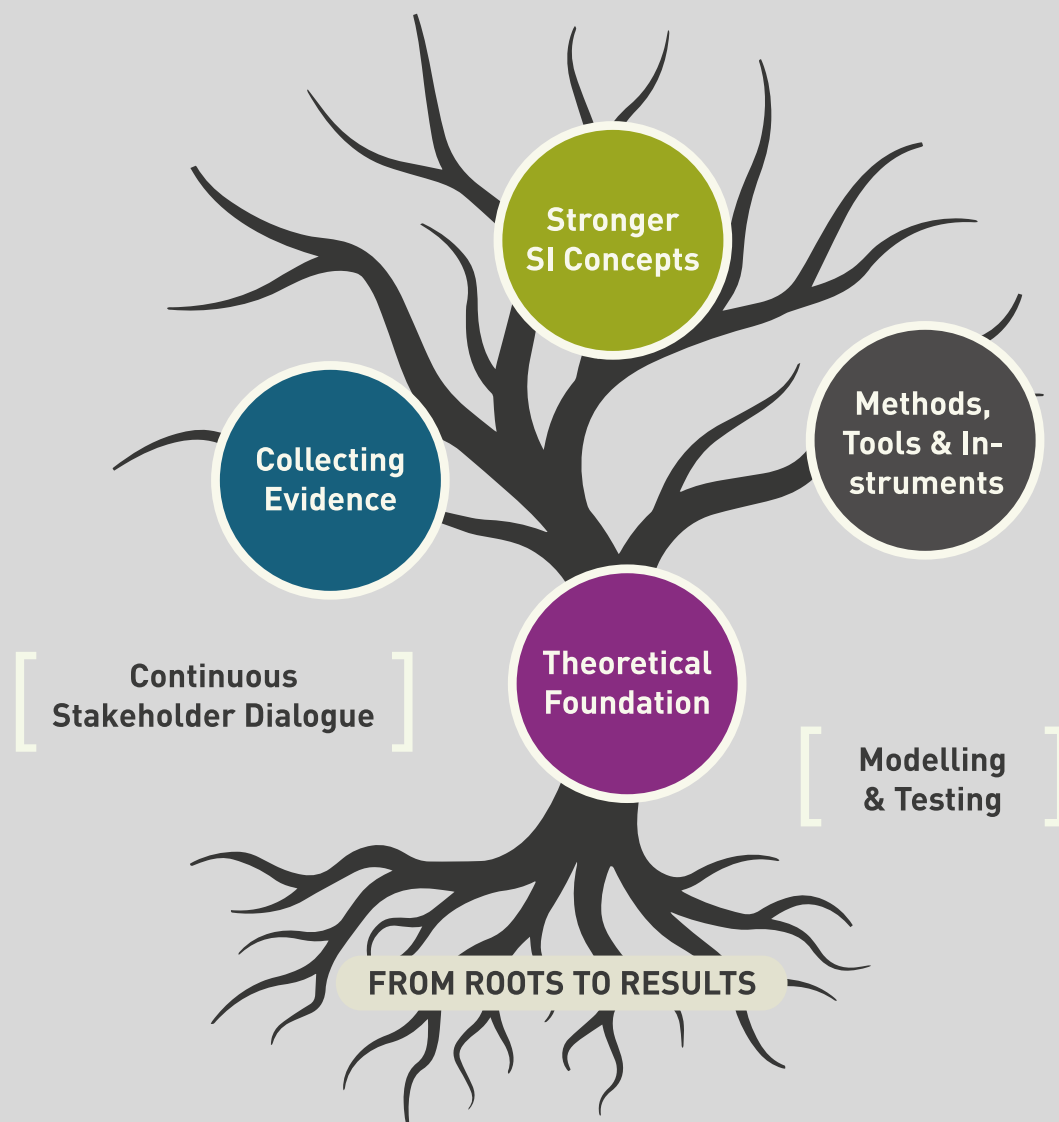 Stronger
SI Concepts
Methods,
Tools & In-
struments
Collecting
Evidence
Theoretical
Foundation
Continuous
Stakeholder Dialogue
Modelling
& Testing
FROM ROOTS TO RESULTS